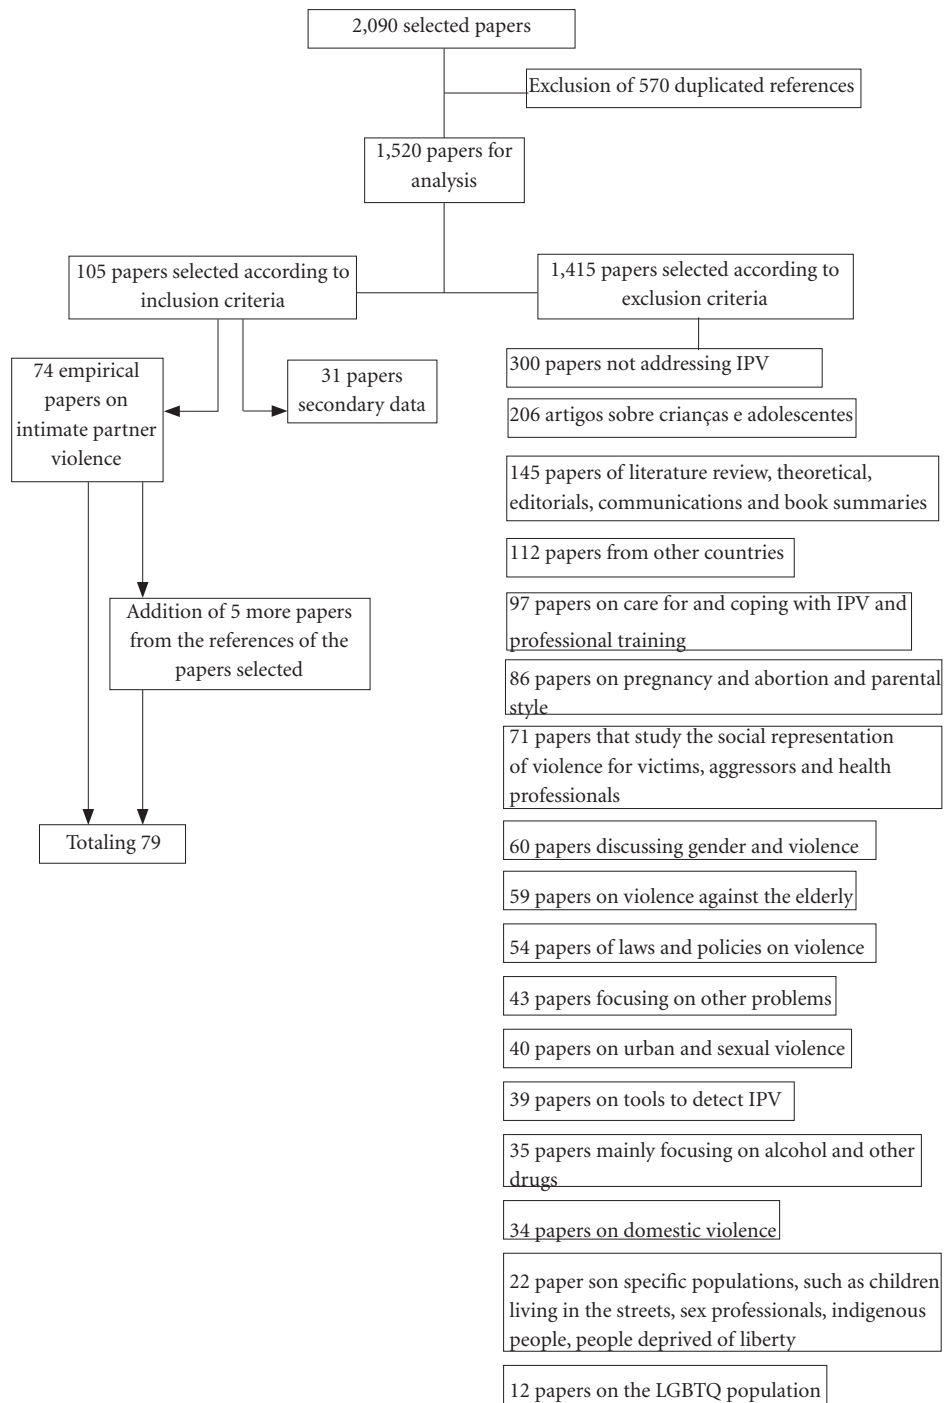 2,090 selected papers
Exclusion of 570 duplicated references
1,520 papers for
analysis
105 papers selected according to
inclusion criteria
1,415 papers selected according to
exclusion criteria
74 empirical
papers on
intimate partner
violence
31 papers
secondary data
Addition of 5 more papers
from the references of the
papers selected
Totaling 79
300 papers not addressing IPV
206 artigos sobre crianças e adolescentes
145 papers of literature review, theoretical,
editorials, communications and book summaries
112 papers from other countries
97 papers on care for and coping with IPV and
professional training
86 papers on pregnancy and abortion and parental
style
71 papers that study the social representation
of violence for victims, aggressors and health
professionals
60 papers discussing gender and violence
59 papers on violence against the elderly
54 papers of laws and policies on violence
43 papers focusing on other problems
40 papers on urban and sexual violence
39 papers on tools to detect IPV
35 papers mainly focusing on alcohol and other
drugs
34 papers on domestic violence
22 paper son specific populations, such as children
living in the streets, sex professionals, indigenous
people, people deprived of liberty
12 papers on the LGBTQ population